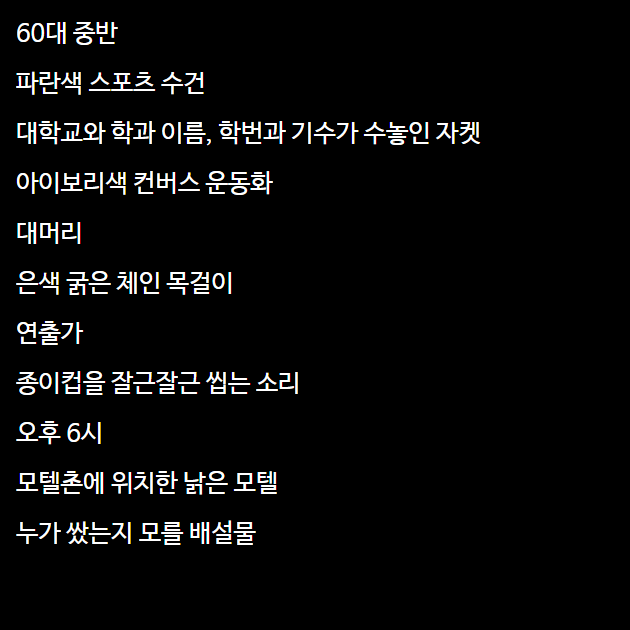 60대 중반
파란색 스포츠 수건
대학교와 학과 이름, 학번과 기수가 수놓인 자켓
아이보리색 컨버스 운동화
대머리
은색 굵은 체인 목걸이
연출가
종이컵을 잘근잘근 씹는 소리
오후 6시
모텔촌에 위치한 낡은 모텔
누가 쌌는지 모를 배설물